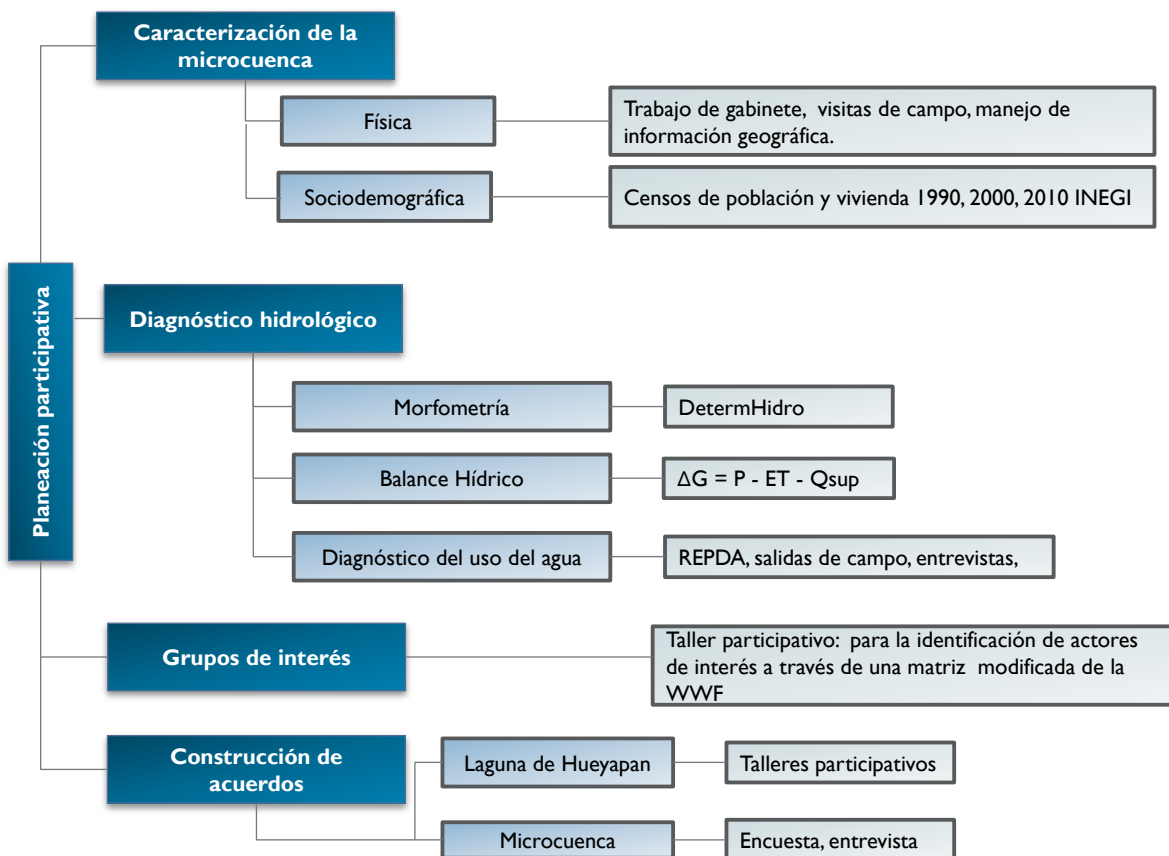 Caracterización de la
microcuenca
Física
Trabajo de gabinete, visitas de campo, manejo de
información geográfica.
Sociodemográfica
Censos de población y vivienda 1990, 2000, 2010 INEGI
Planeación participativa
Diagnóstico hidrológico
Morfometría
DetermHidro
Balance Hídrico
ΔG = P - ET - Qsup
Diagnóstico del uso del agua
REPDA, salidas de campo, entrevistas,
Grupos de interés
Taller participativo: para la identificación de actores
de interés a través de una matriz modificada de la
WWF
Construcción de
acuerdos
Laguna de Hueyapan
Talleres participativos
Microcuenca
Encuesta, entrevista